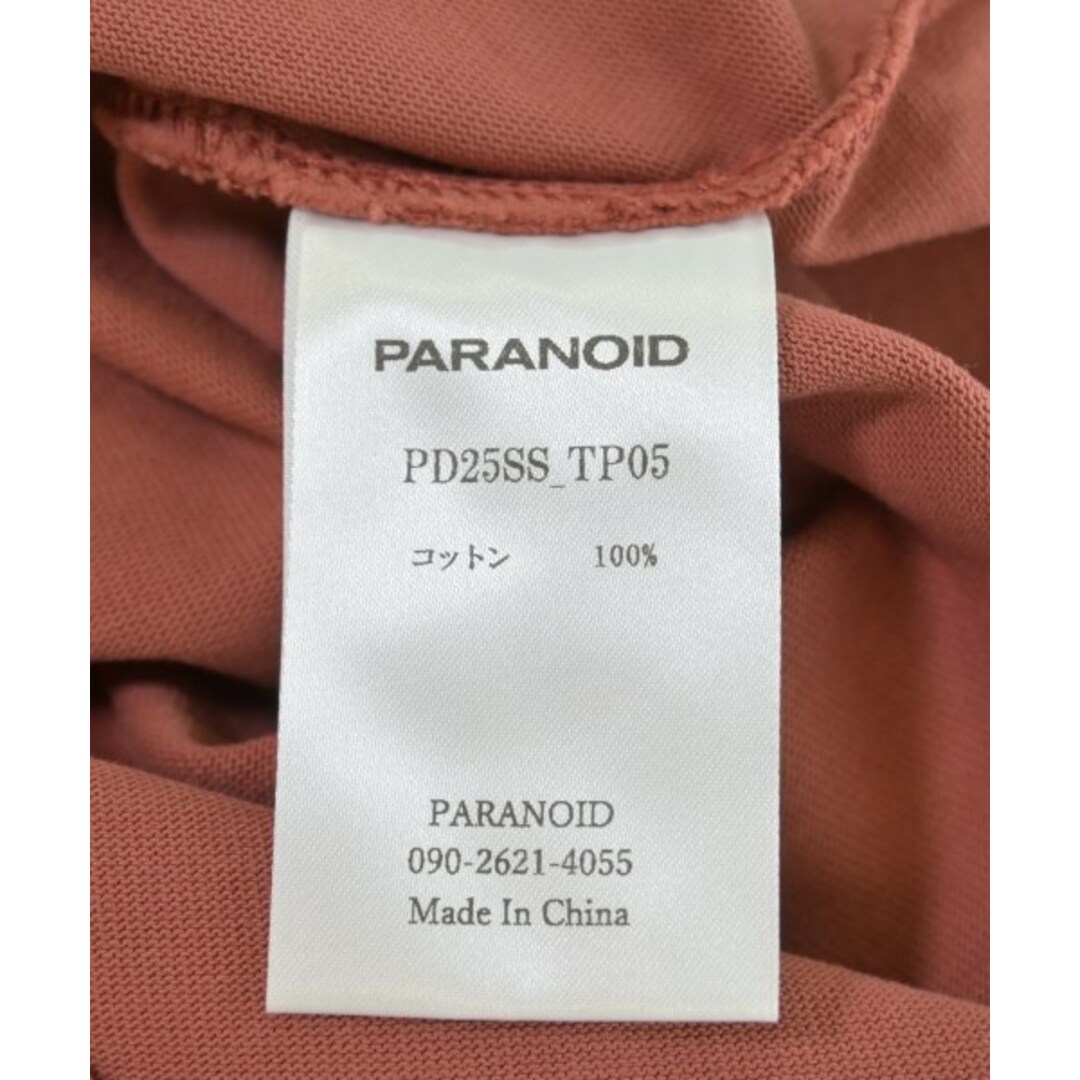 PARANOID
PD25SS_TP05
コットン 100%
PARANOID
090-2621-4055
Made In China